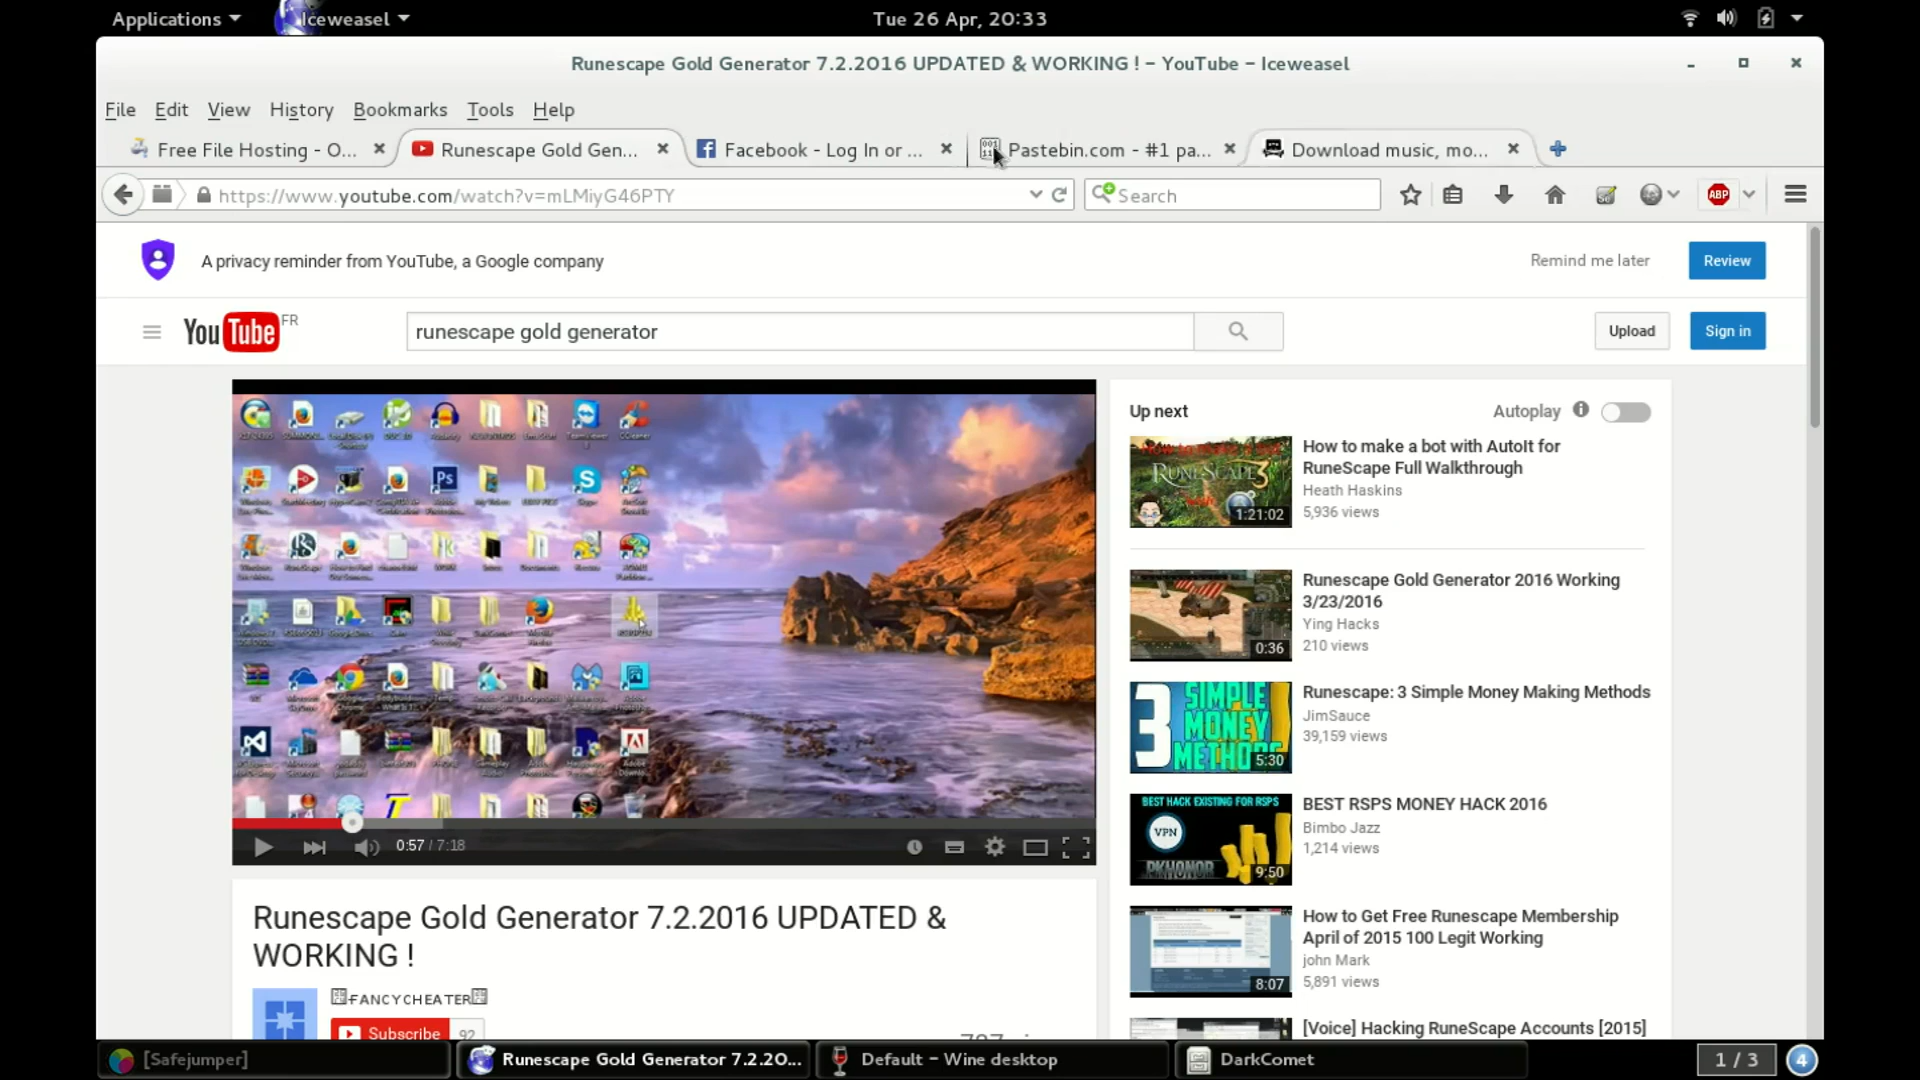 Applications
Iceweasel
Tue 26 Apr, 20:33
Runescape Gold Generator 7.2.2016 UPDATED & WORKING ! – YouTube – Iceweasel
File Edit View History Bookmarks Tools Help
Free File Hosting - O...
Runescape Gold Gen...
Facebook - Log In or ...
Pastebin.com - #1 pa...
Download music, mo...
https://www.youtube.com/watch?v=mLMiyG46PTY
Search
ABP
A privacy reminder from YouTube, a Google company
Remind me later
Review
YouTube FR
runescape gold generator
Upload
Sign in
0:57 / 7:18
Runescape Gold Generator 7.2.2016 UPDATED &
WORKING !
FANCYCHEATER
Subscribe
92
Up next
Autoplay
RUNESCAPE 3
1:21:02
How to make a bot with AutoIt for
RuneScape Full Walkthrough
Heath Haskins
5,936 views
0:36
Runescape Gold Generator 2016 Working
3/23/2016
Ying Hacks
210 views
3 SIMPLE
MONEY
METHODS
5:30
Runescape: 3 Simple Money Making Methods
JimSauce
39,159 views
BEST HACK EXISTING FOR RSPS
VPN
PKHONOR
9:50
BEST RSPS MONEY HACK 2016
Bimbo Jazz
1,214 views
8:07
How to Get Free Runescape Membership
April of 2015 100 Legit Working
john Mark
5,891 views
[Voice] Hacking RuneScape Accounts [2015]
[Safejumper]
Runescape Gold Generator 7.2.20...
Default – Wine desktop
DarkComet
1 / 3
4